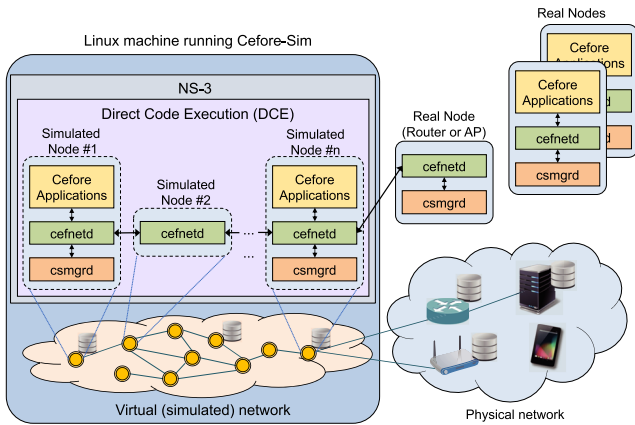 Linux machine running Cefore-Sim
NS-3
Direct Code Execution (DCE)
Simulated
Node #1
Cefore
Applications
cefnetd
csmgrd
Simulated
Node #2
cefnetd
...
...
Simulated
Node #n
Cefore
Applications
cefnetd
csmgrd
Virtual (simulated) network
Real Node
(Router or AP)
cefnetd
csmgrd
Real Nodes
Cefore
Cefore
Applications
cefnetd
csmgrd
d
Physical network